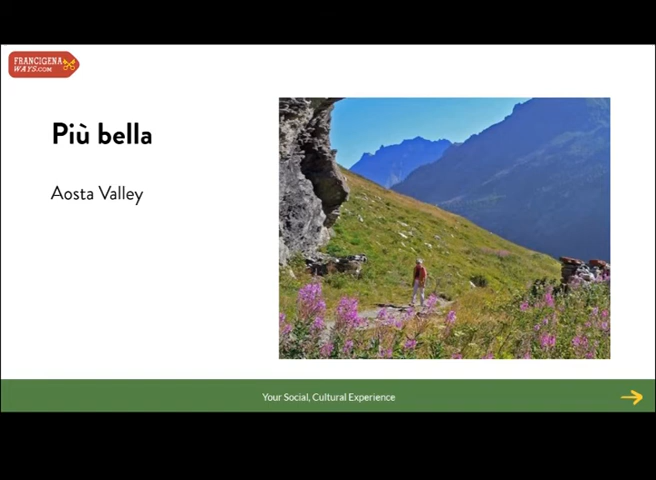 FRANCIGENA
WAYS.COM
Più bella
Aosta Valley
Your Social, Cultural Experience